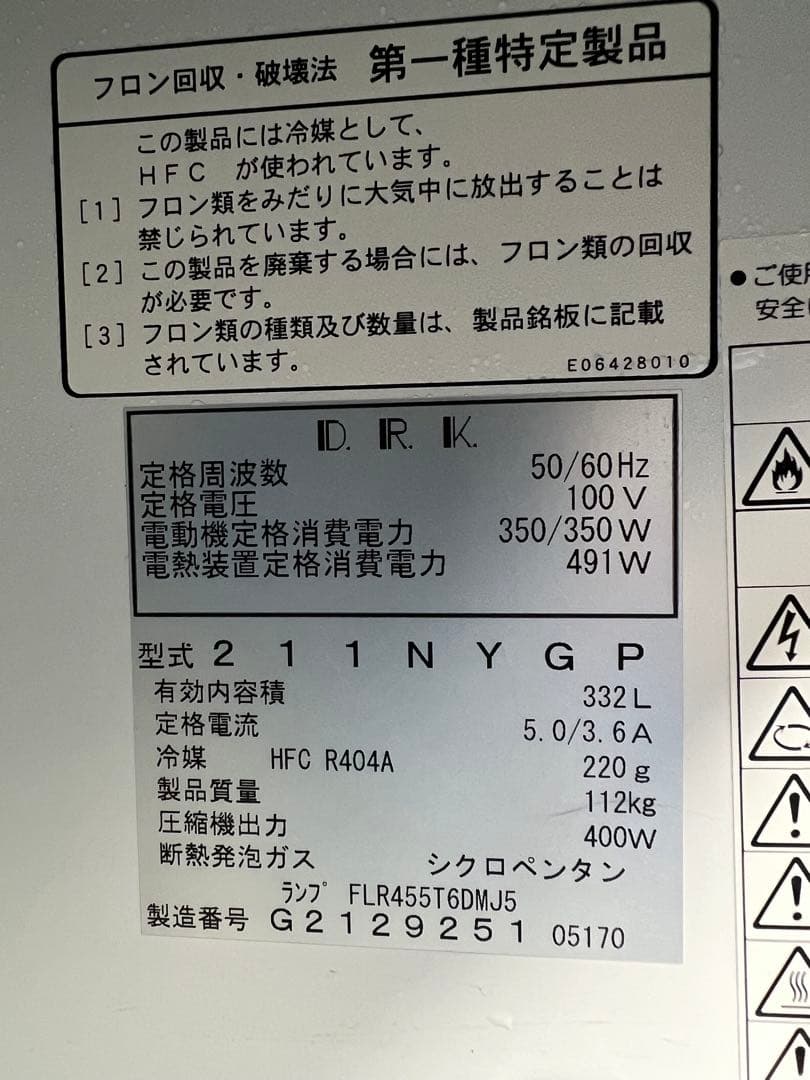 フロン回収・破壊法 第一種特定製品
この製品には冷媒として、
HFC が使われています。
[1] フロン類をみだりに大気中に放出することは
禁じられています。
[2] この製品を廃棄する場合には、フロン類の回収
が必要です。
[3] フロン類の種類及び数量は、製品銘板に記載
されています。
E06428010
D.R.K.
定格周波数 50/60Hz
定格電圧 100V
電動機定格消費電力 350/350W
電熱装置定格消費電力 491W
型式 211NYGP
有効内容積 332L
定格電流 5.0/3.6A
冷媒 HFC R404A 220g
製品質量 112kg
圧縮機出力 400W
断熱発泡ガス シクロペンタン
ランプ FLR455T6DMJ5
製造番号 G2129251 05170
●ご使用
安全